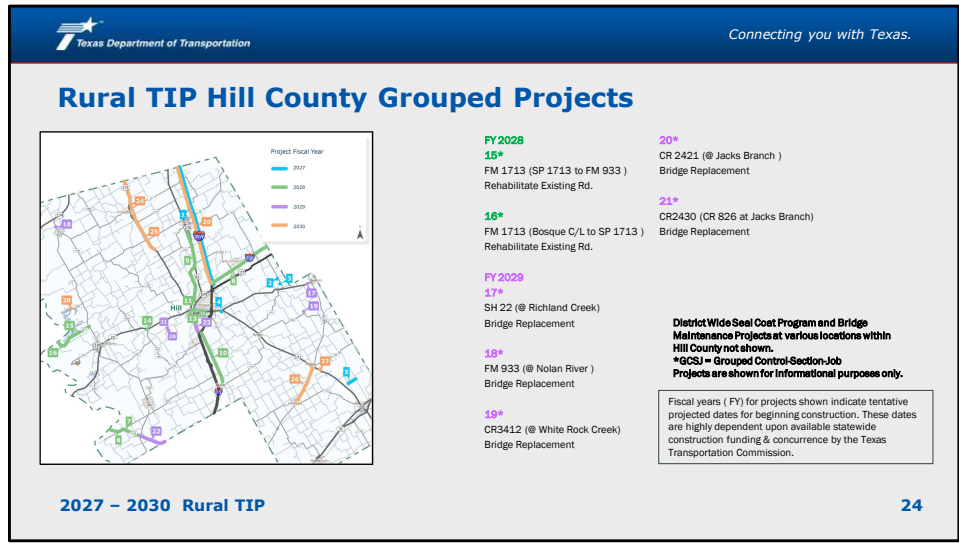 Texas Department of Transportation
Connecting you with Texas.
Rural TIP Hill County Grouped Projects
Project Fiscal Year
2027
2028
2029
2030
Hill
FY 2028
15*
FM 1713 (SP 1713 to FM 933 )
Rehabilitate Existing Rd.
16*
FM 1713 (Bosque C/L to SP 1713 )
Rehabilitate Existing Rd.
FY 2029
17*
SH 22 (@ Richland Creek)
Bridge Replacement
18*
FM 933 (@ Nolan River )
Bridge Replacement
19*
CR3412 (@ White Rock Creek)
Bridge Replacement
20*
CR 2421 (@ Jacks Branch )
Bridge Replacement
21*
CR2430 (CR 826 at Jacks Branch)
Bridge Replacement
District Wide Seal Coat Program and Bridge
Maintenance Projects at various locations within
Hill County not shown.
*GCSJ = Grouped Control-Section-Job
Projects are shown for informational purposes only.
Fiscal years ( FY) for projects shown indicate tentative
projected dates for beginning construction. These dates
are highly dependent upon available statewide
construction funding & concurrence by the Texas
Transportation Commission.
2027 – 2030 Rural TIP
24